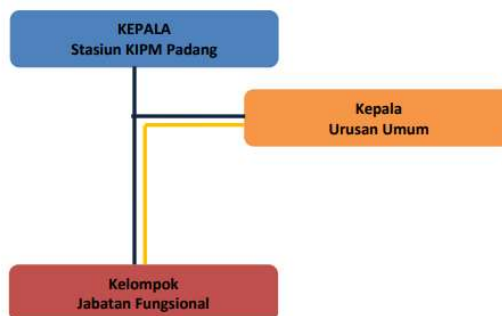 KEPALA
Stasiun KIPM Padang
Kepala
Urusan Umum
Kelompok
Jabatan Fungsional